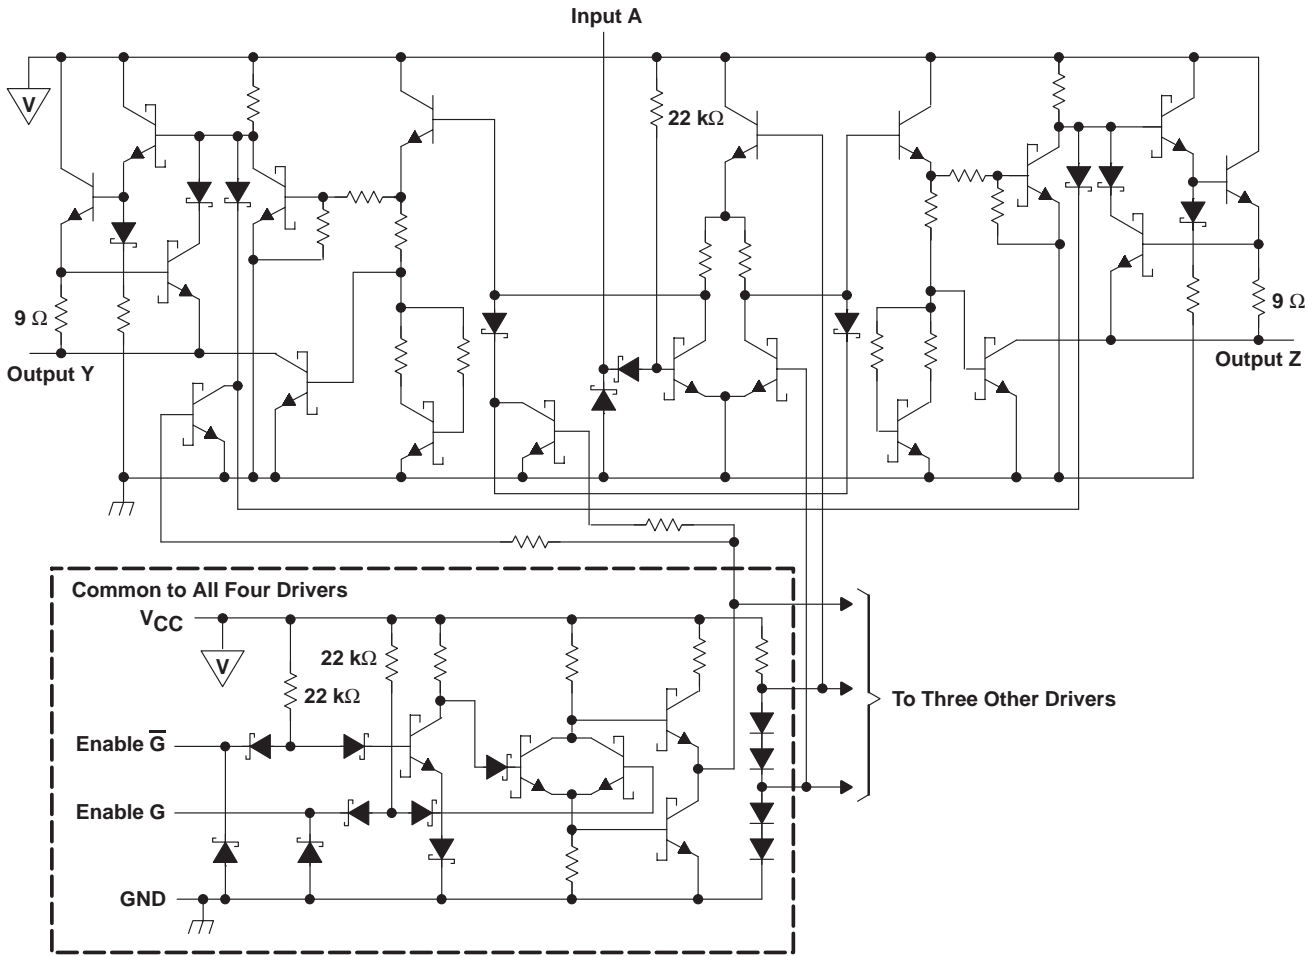 Input A
V
22 kΩ
9 Ω
9 Ω
Output Y
Output Z
Common to All Four Drivers
VCC
V
22 kΩ
22 kΩ
To Three Other Drivers
Enable G̅
Enable G
GND